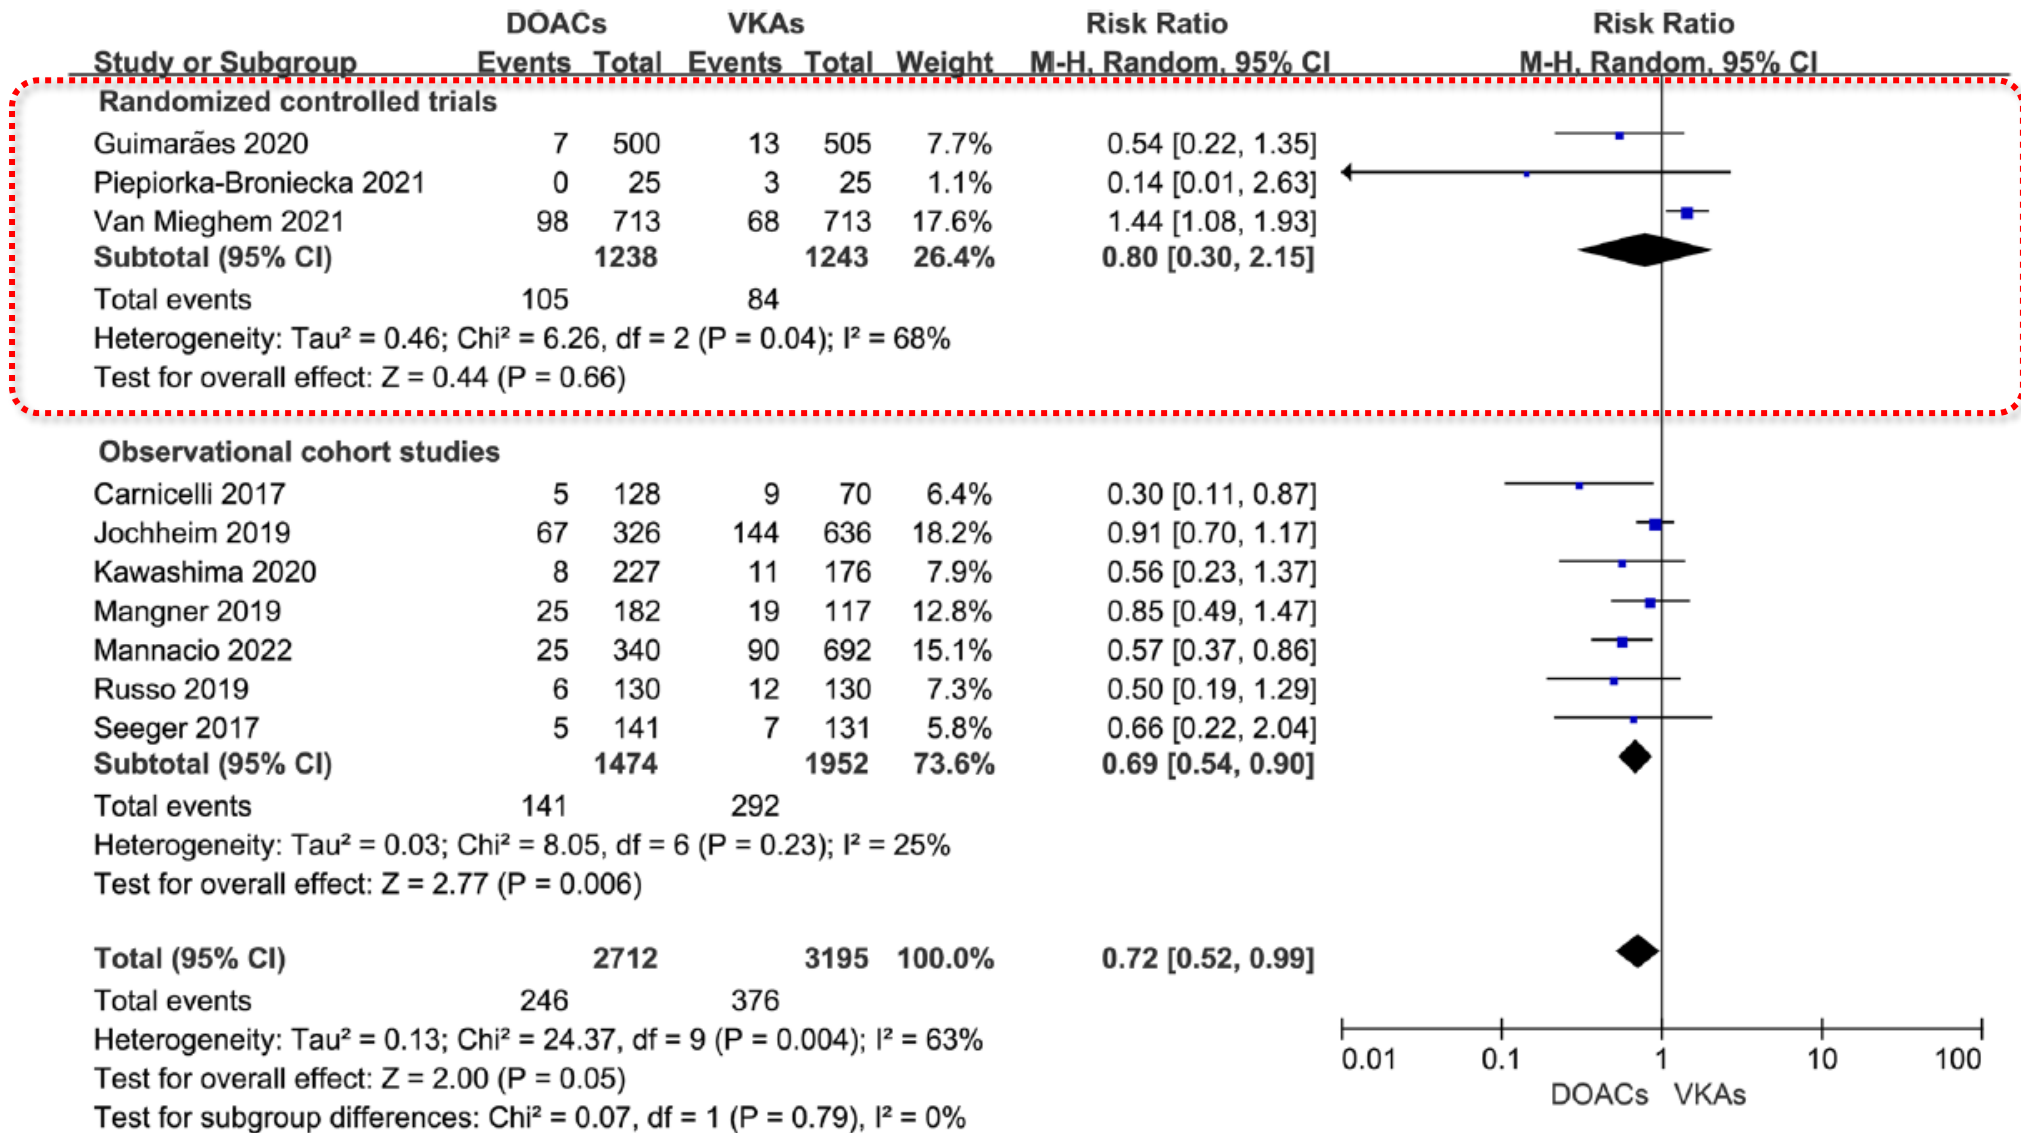 DOACs VKAs Risk Ratio Risk Ratio
Study or Subgroup Events Total Events Total Weight M-H, Random, 95% CI M-H, Random, 95% CI
Randomized controlled trials
Guimarães 2020 7 500 13 505 7.7% 0.54 [0.22, 1.35]
Piepiorka-Broniecka 2021 0 25 3 25 1.1% 0.14 [0.01, 2.63]
Van Mieghem 2021 98 713 68 713 17.6% 1.44 [1.08, 1.93]
Subtotal (95% CI) 1238 1243 26.4% 0.80 [0.30, 2.15]
Total events 105 84
Heterogeneity: Tau² = 0.46; Chi² = 6.26, df = 2 (P = 0.04); I² = 68%
Test for overall effect: Z = 0.44 (P = 0.66)
Observational cohort studies
Carnicelli 2017 5 128 9 70 6.4% 0.30 [0.11, 0.87]
Jochheim 2019 67 326 144 636 18.2% 0.91 [0.70, 1.17]
Kawashima 2020 8 227 11 176 7.9% 0.56 [0.23, 1.37]
Mangner 2019 25 182 19 117 12.8% 0.85 [0.49, 1.47]
Mannacio 2022 25 340 90 692 15.1% 0.57 [0.37, 0.86]
Russo 2019 6 130 12 130 7.3% 0.50 [0.19, 1.29]
Seeger 2017 5 141 7 131 5.8% 0.66 [0.22, 2.04]
Subtotal (95% CI) 1474 1952 73.6% 0.69 [0.54, 0.90]
Total events 141 292
Heterogeneity: Tau² = 0.03; Chi² = 8.05, df = 6 (P = 0.23); I² = 25%
Test for overall effect: Z = 2.77 (P = 0.006)
Total (95% CI) 2712 3195 100.0% 0.72 [0.52, 0.99]
Total events 246 376
Heterogeneity: Tau² = 0.13; Chi² = 24.37, df = 9 (P = 0.004); I² = 63%
Test for overall effect: Z = 2.00 (P = 0.05)
Test for subgroup differences: Chi² = 0.07, df = 1 (P = 0.79), I² = 0%
0.01 0.1 1 10 100
DOACs VKAs